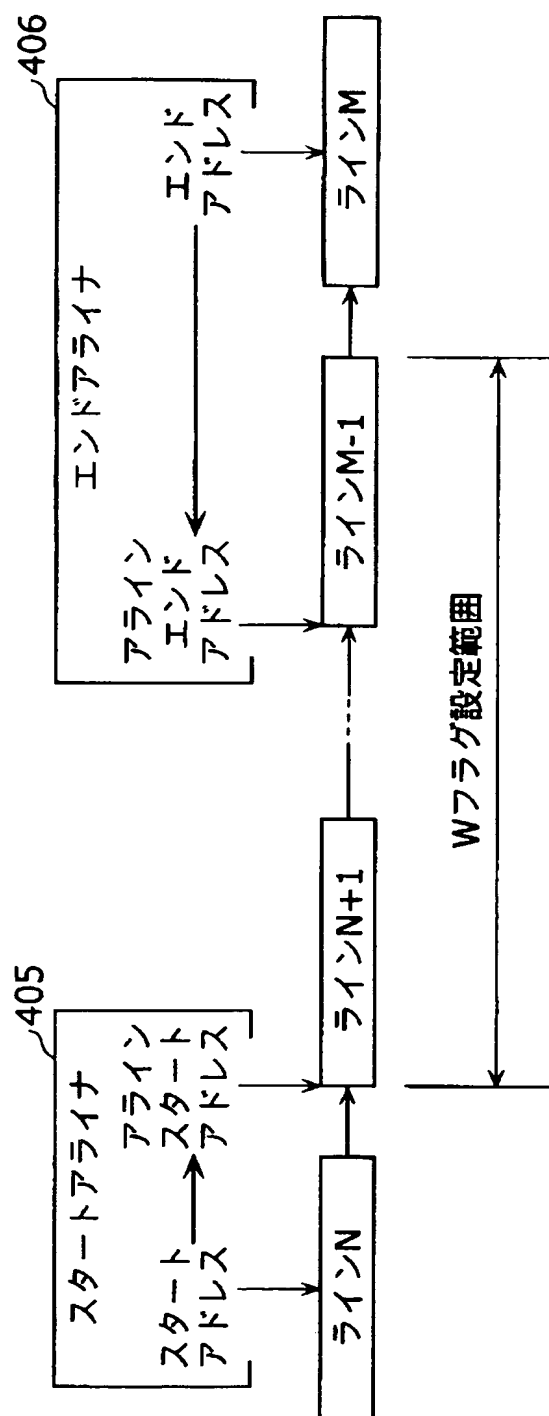 405
スタートアライナ
スタート
アドレス
アライン
スタート
アドレス
406
エンドアライナ
アライン
エンド
アドレス
エンド
アドレス
ラインN
ラインN+1
ラインM-1
ラインM
Wフラグ設定範囲